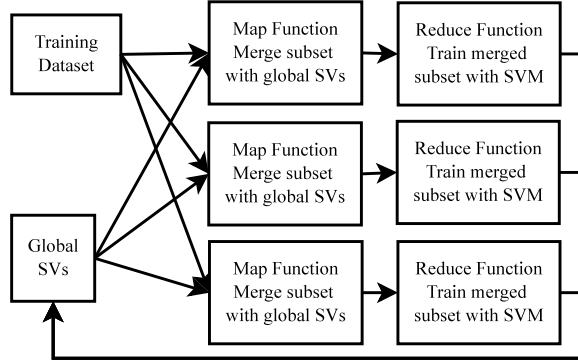 Training
Dataset
Map Function
Merge subset
with global SVs
Reduce Function
Train merged
subset with SVM
Map Function
Merge subset
with global SVs
Reduce Function
Train merged
subset with SVM
Global
SVs
Map Function
Merge subset
with global SVs
Reduce Function
Train merged
subset with SVM